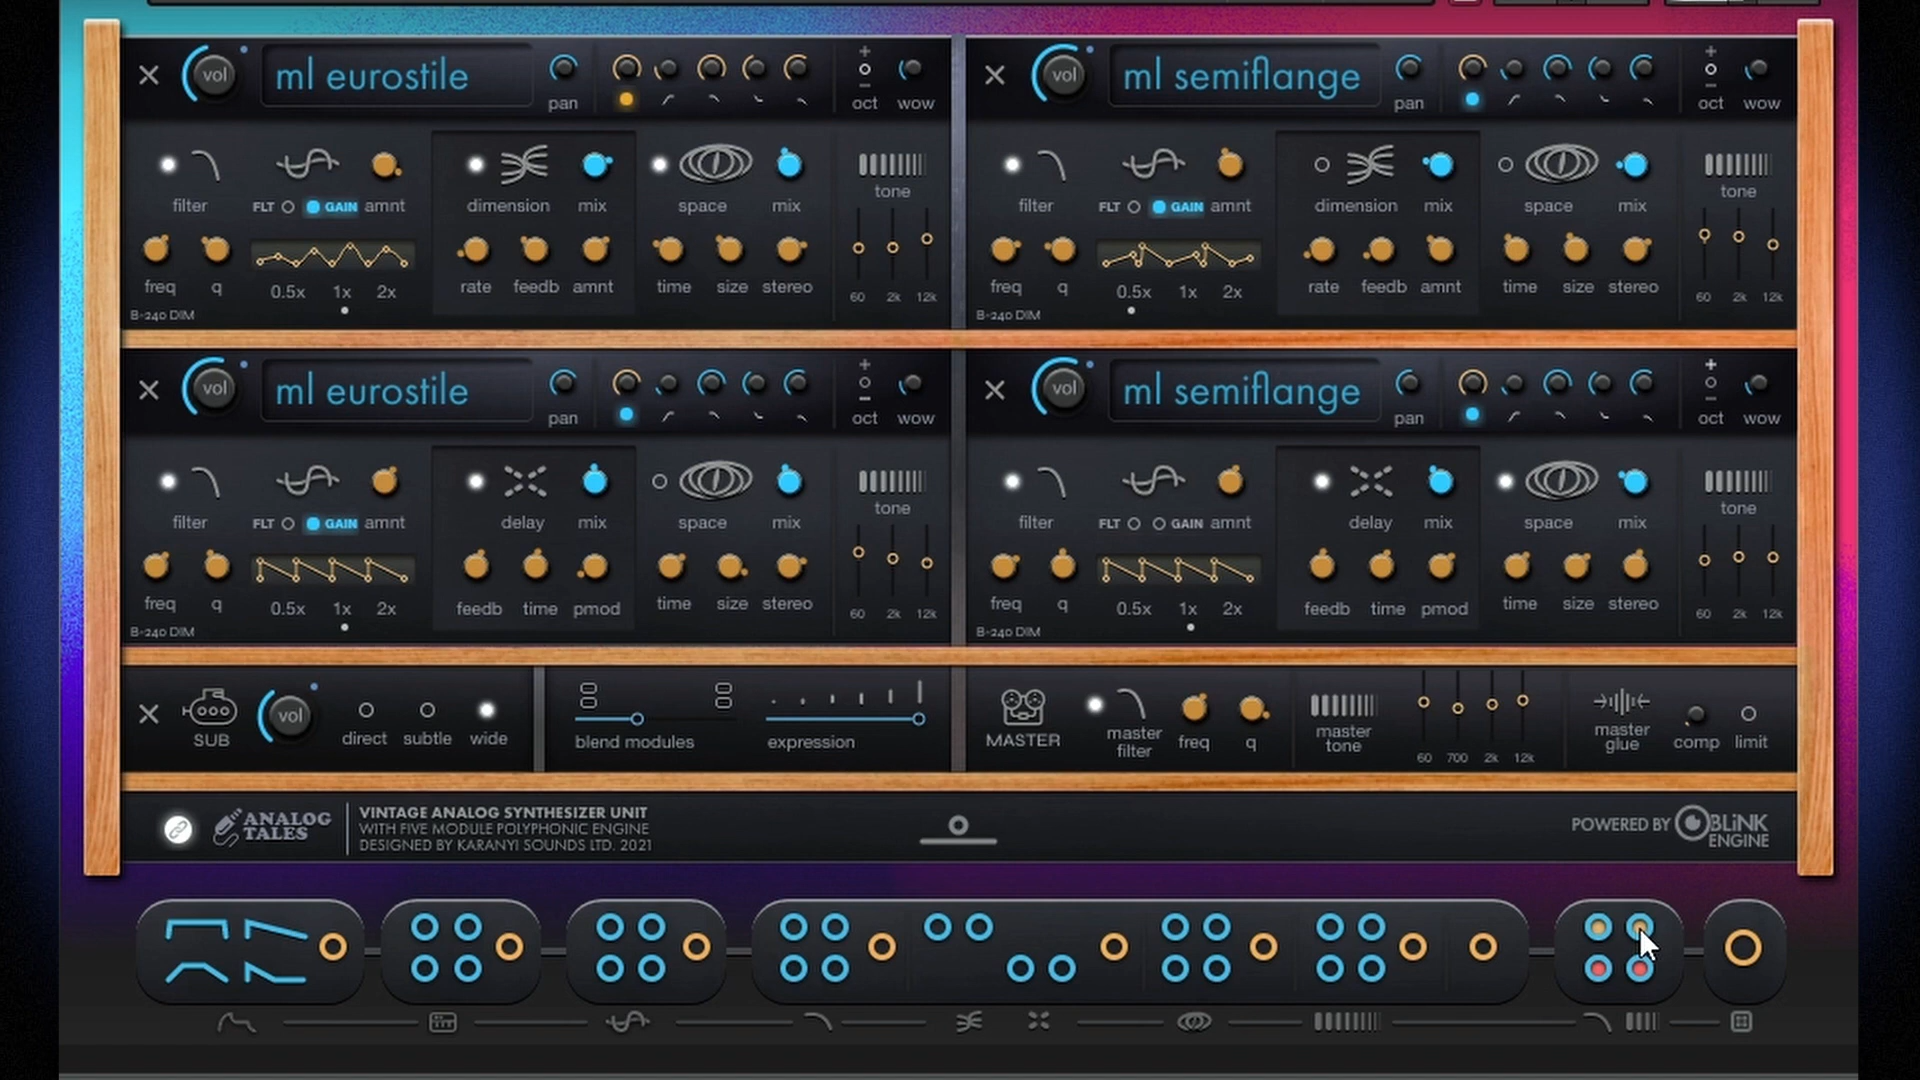 vol ml eurostile pan oct wow
filter FLT GAIN amnt dimension mix space mix tone
freq q 0.5x 1x 2x rate feedb amnt time size stereo 60 2k 12k
B-240 DIM
vol ml semiflange pan oct wow
filter FLT GAIN amnt dimension mix space mix tone
freq q 0.5x 1x 2x rate feedb amnt time size stereo 60 2k 12k
B-240 DIM
vol ml eurostile pan oct wow
filter FLT GAIN amnt delay mix space mix tone
freq q 0.5x 1x 2x feedb time pmod time size stereo 60 2k 12k
B-240 DIM
vol ml semiflange pan oct wow
filter FLT GAIN amnt delay mix space mix tone
freq q 0.5x 1x 2x feedb time pmod time size stereo 60 2k 12k
B-240 DIM
SUB vol direct subtle wide
blend modules expression
MASTER master filter freq q master tone 60 700 2k 12k master glue comp limit
ANALOG TALES
VINTAGE ANALOG SYNTHESIZER UNIT
WITH FIVE MODULE POLYPHONIC ENGINE
DESIGNED BY KARANYI SOUNDS LTD. 2021
POWERED BY BLiNK ENGINE